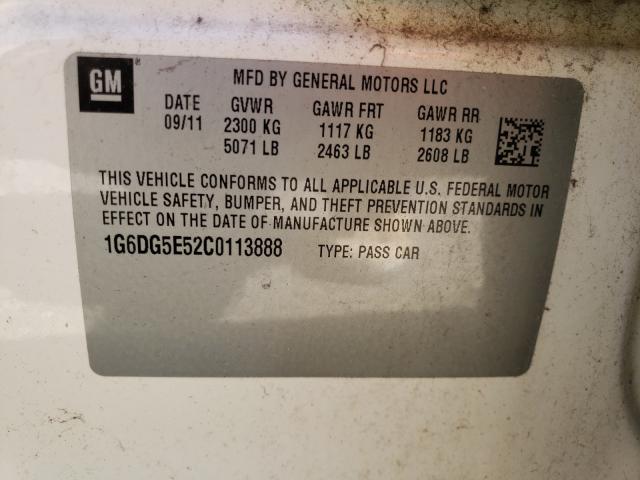 GM
MFD BY GENERAL MOTORS LLC
DATE GVWR GAWR FRT GAWR RR
09/11 2300 KG 1117 KG 1183 KG
5071 LB 2463 LB 2608 LB
THIS VEHICLE CONFORMS TO ALL APPLICABLE U.S. FEDERAL MOTOR
VEHICLE SAFETY, BUMPER, AND THEFT PREVENTION STANDARDS IN
EFFECT ON THE DATE OF MANUFACTURE SHOWN ABOVE.
1G6DG5E52C0113888 TYPE: PASS CAR